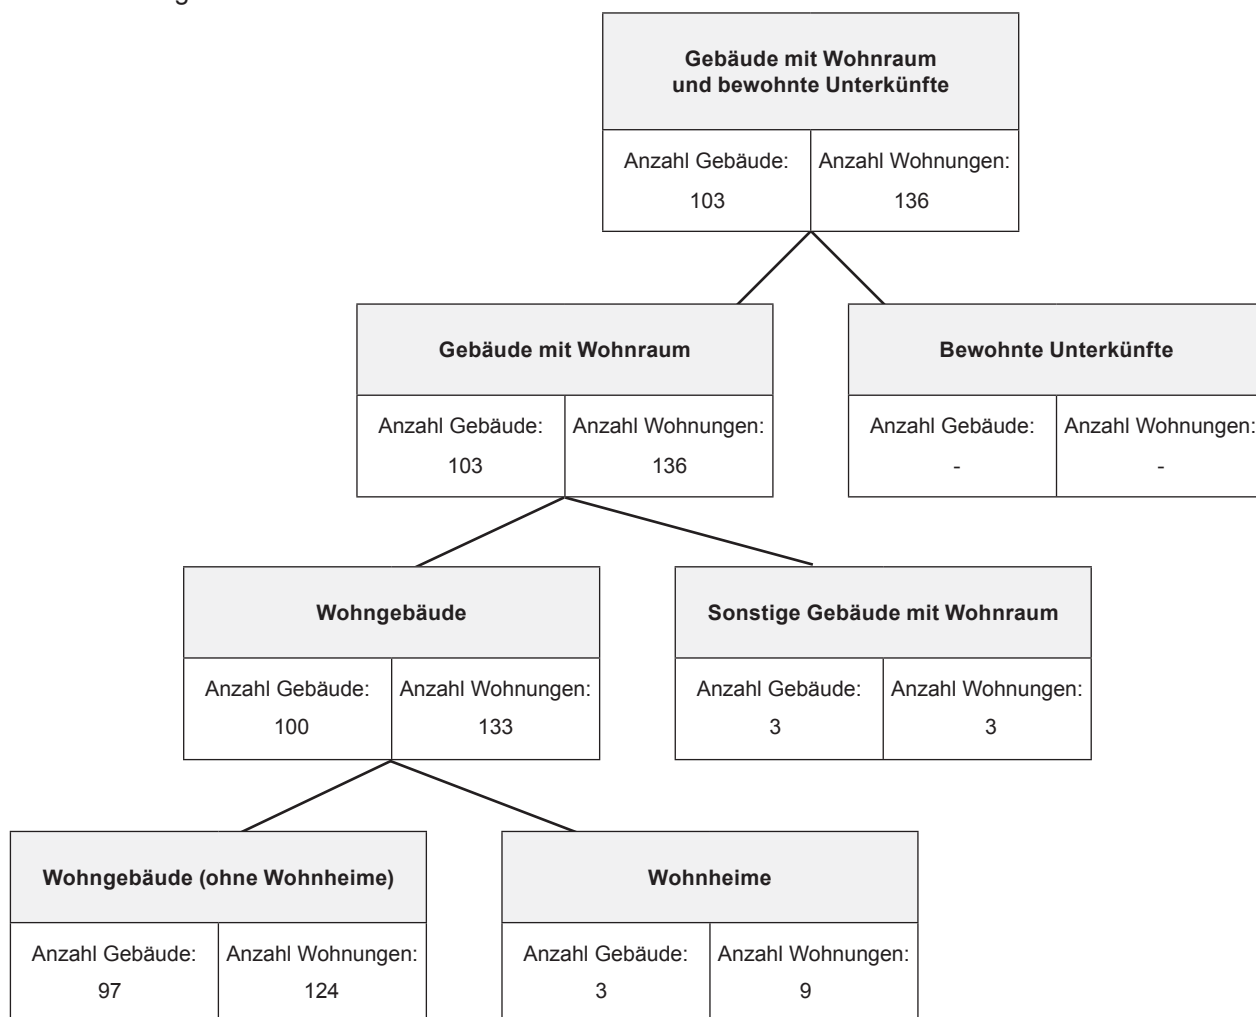 Gebäude mit Wohnraum
und bewohnte Unterkünfte
Anzahl Gebäude: Anzahl Wohnungen:
103 136
Gebäude mit Wohnraum
Bewohnte Unterkünfte
Anzahl Gebäude: Anzahl Wohnungen:
103 136
Anzahl Gebäude: Anzahl Wohnungen:
- -
Wohngebäude
Sonstige Gebäude mit Wohnraum
Anzahl Gebäude: Anzahl Wohnungen:
100 133
Anzahl Gebäude: Anzahl Wohnungen:
3 3
Wohngebäude (ohne Wohnheime)
Wohnheime
Anzahl Gebäude: Anzahl Wohnungen:
97 124
Anzahl Gebäude: Anzahl Wohnungen:
3 9